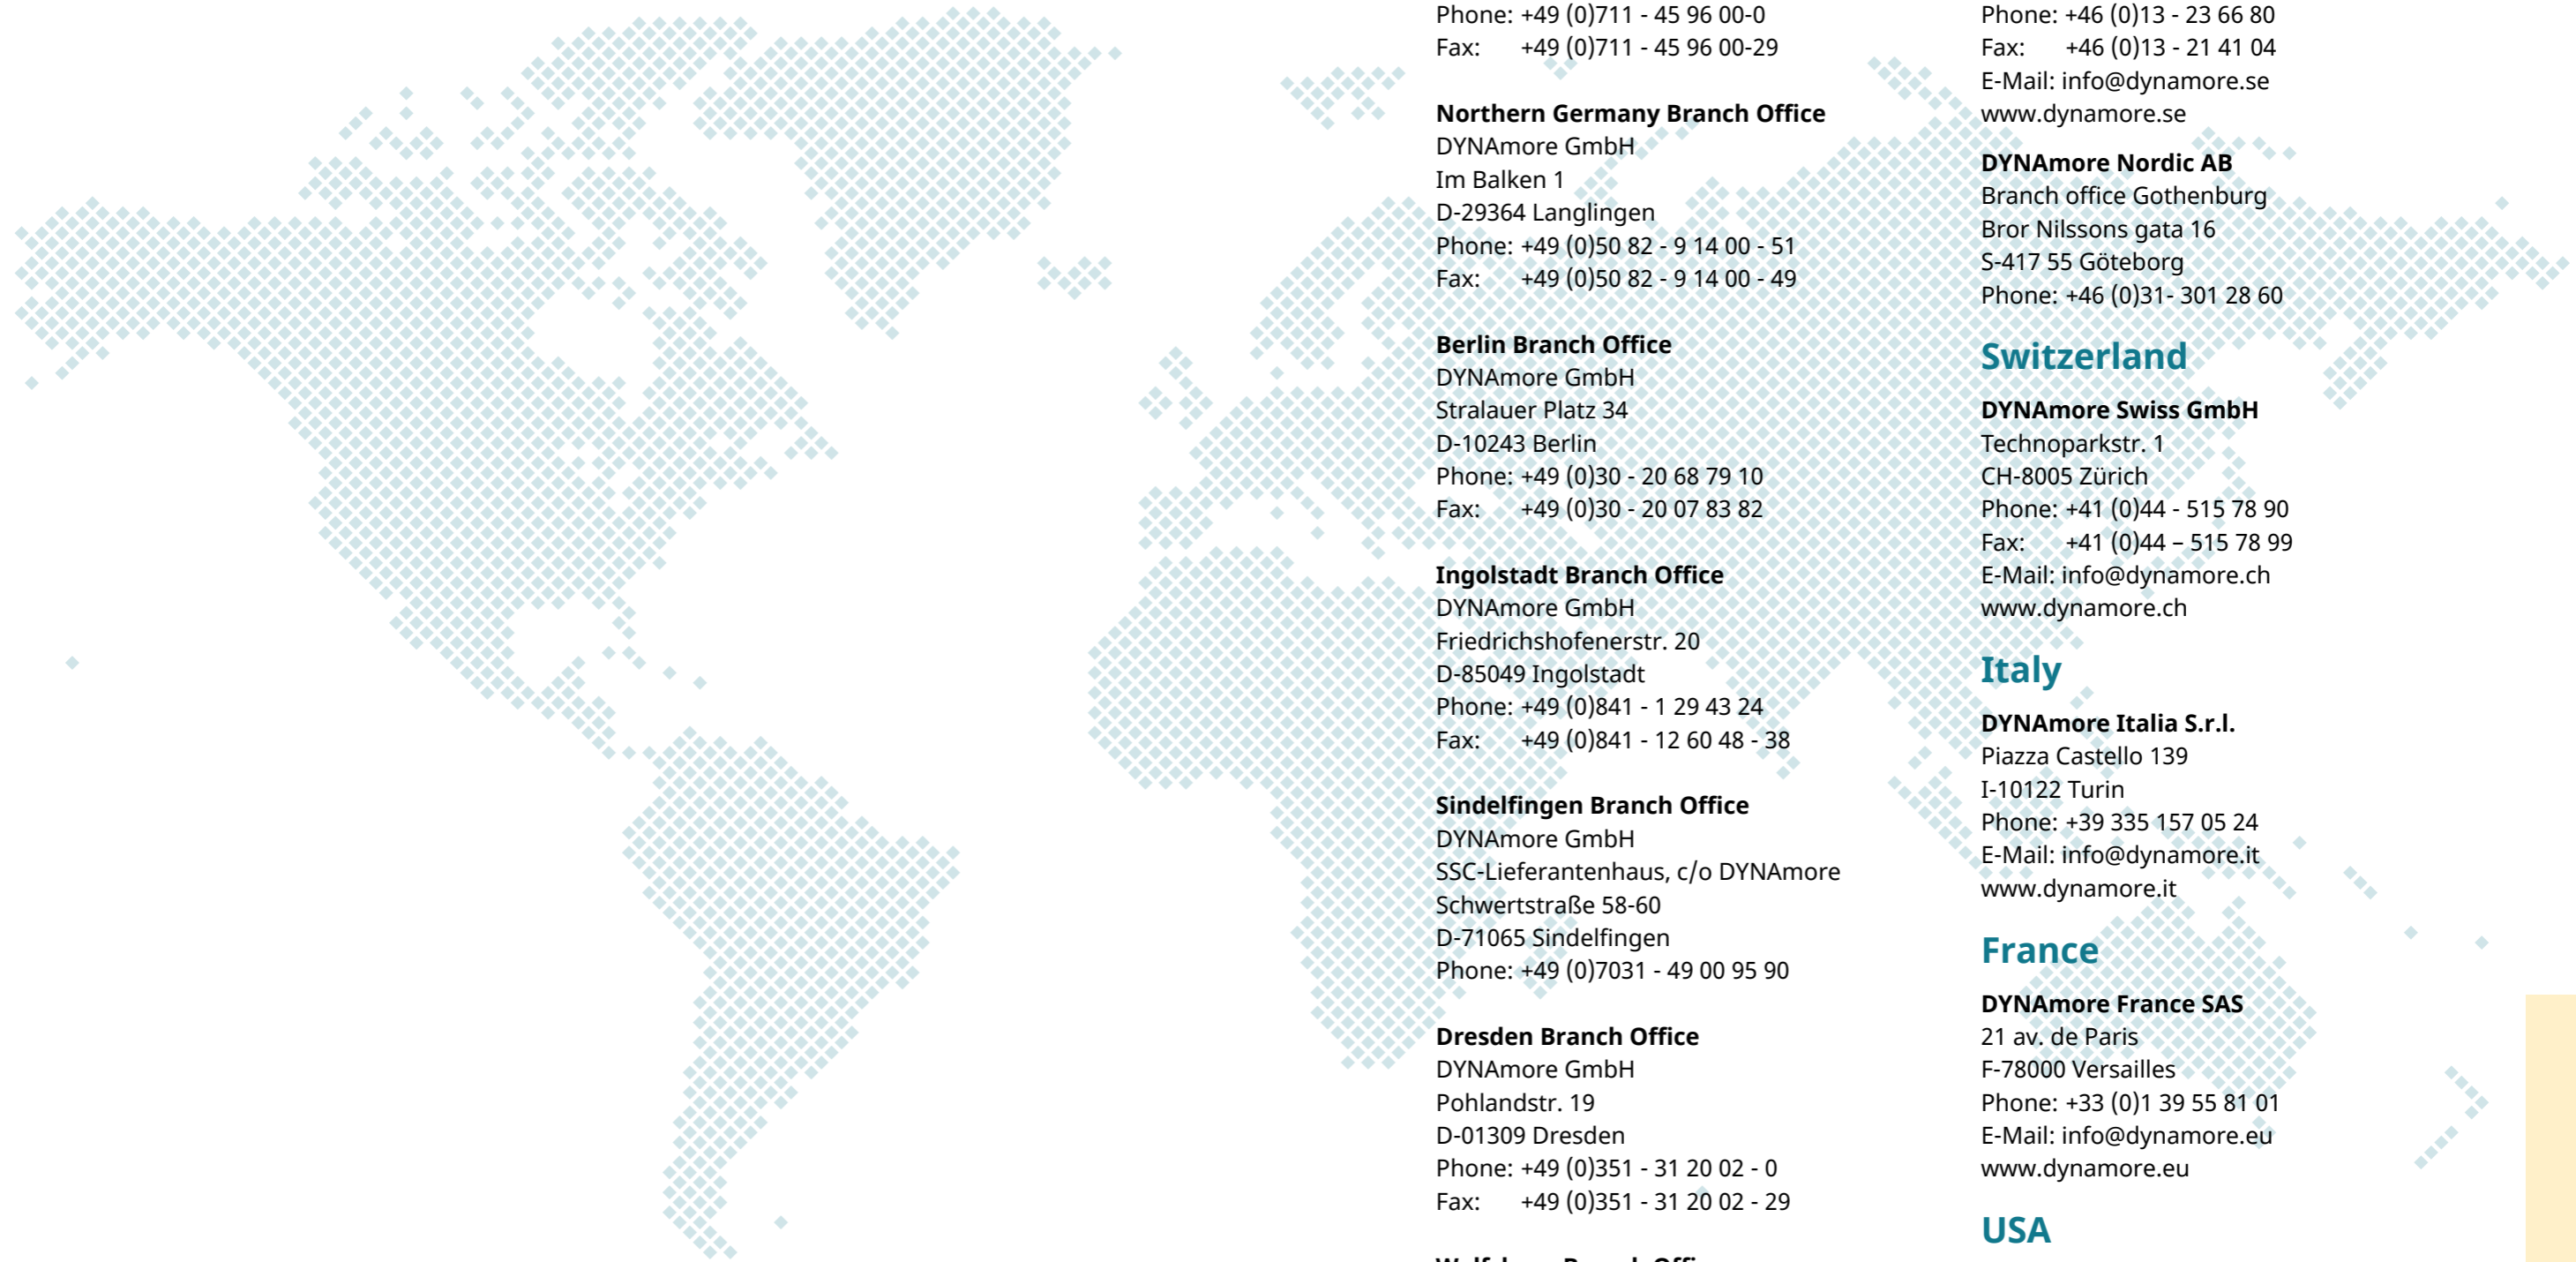 Phone: +49 (0)711 - 45 96 00-0
Fax: +49 (0)711 - 45 96 00-29
Northern Germany Branch Office
DYNAmore GmbH
Im Balken 1
D-29364 Langlingen
Phone: +49 (0)50 82 - 9 14 00 - 51
Fax: +49 (0)50 82 - 9 14 00 - 49
Berlin Branch Office
DYNAmore GmbH
Stralauer Platz 34
D-10243 Berlin
Phone: +49 (0)30 - 20 68 79 10
Fax: +49 (0)30 - 20 07 83 82
Ingolstadt Branch Office
DYNAmore GmbH
Friedrichshofenerstr. 20
D-85049 Ingolstadt
Phone: +49 (0)841 - 1 29 43 24
Fax: +49 (0)841 - 12 60 48 - 38
Sindelfingen Branch Office
DYNAmore GmbH
SSC-Lieferantenhaus, c/o DYNAmore
Schwertstraße 58-60
D-71065 Sindelfingen
Phone: +49 (0)7031 - 49 00 95 90
Dresden Branch Office
DYNAmore GmbH
Pohlandstr. 19
D-01309 Dresden
Phone: +49 (0)351 - 31 20 02 - 0
Fax: +49 (0)351 - 31 20 02 - 29
Phone: +46 (0)13 - 23 66 80
Fax: +46 (0)13 - 21 41 04
E-Mail: info@dynamore.se
www.dynamore.se
DYNAmore Nordic AB
Branch office Gothenburg
Bror Nilssons gata 16
S-417 55 Göteborg
Phone: +46 (0)31- 301 28 60
Switzerland
DYNAmore Swiss GmbH
Technoparkstr. 1
CH-8005 Zürich
Phone: +41 (0)44 - 515 78 90
Fax: +41 (0)44 – 515 78 99
E-Mail: info@dynamore.ch
www.dynamore.ch
Italy
DYNAmore Italia S.r.l.
Piazza Castello 139
I-10122 Turin
Phone: +39 335 157 05 24
E-Mail: info@dynamore.it
www.dynamore.it
France
DYNAmore France SAS
21 av. de Paris
F-78000 Versailles
Phone: +33 (0)1 39 55 81 01
E-Mail: info@dynamore.eu
www.dynamore.eu
USA